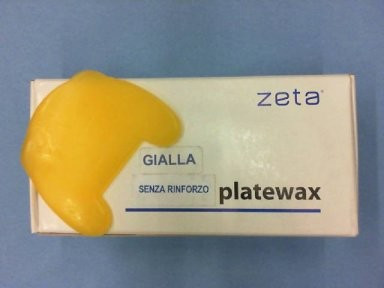 zeta
GIALLA
SENZA RINFORZO
platewax